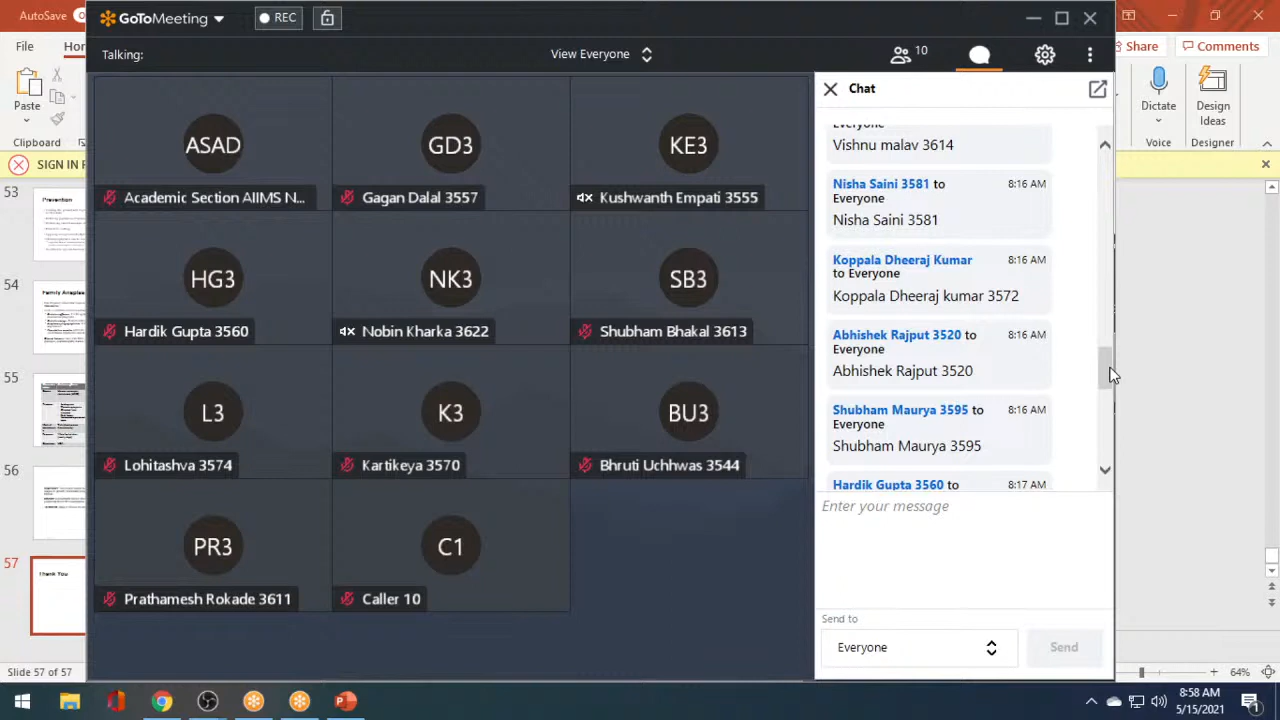 AutoSave
GoToMeeting
REC
File
Hom
Share
Comments
Talking:
View Everyone
10
Paste
Clipboard
Dictate
Voice
Design
Ideas
Designer
SIGN IN
Chat
Everyone
Vishnu malav 3614
Nisha Saini 3581 to
Everyone
8:16 AM
Nisha Saini 3581
Koppala Dheeraj Kumar
to Everyone
8:16 AM
Koppala Dheeraj kumar 3572
Abhishek Rajput 3520 to
Everyone
8:16 AM
Abhishek Rajput 3520
Shubham Maurya 3595 to
Everyone
8:16 AM
Shubham Maurya 3595
Hardik Gupta 3560 to
8:17 AM
Enter your message
Send to
Everyone
Send
ASAD
Academic Section AIIMS N...
GD3
Gagan Dalal 3557
KE3
Kushwanth Empati 355
HG3
Hardik Gupta 3560
NK3
Nobin Kharka 3622
SB3
Shubham Bhakal 3613
L3
Lohitashva 3574
K3
Kartikeya 3570
BU3
Bhruti Uchhwas 3544
PR3
Prathamesh Rokade 3611
C1
Caller 10
53
Prevention
54
55
56
57
Thank You
Slide 57 of 57
64%
8:58 AM
5/15/2021
1